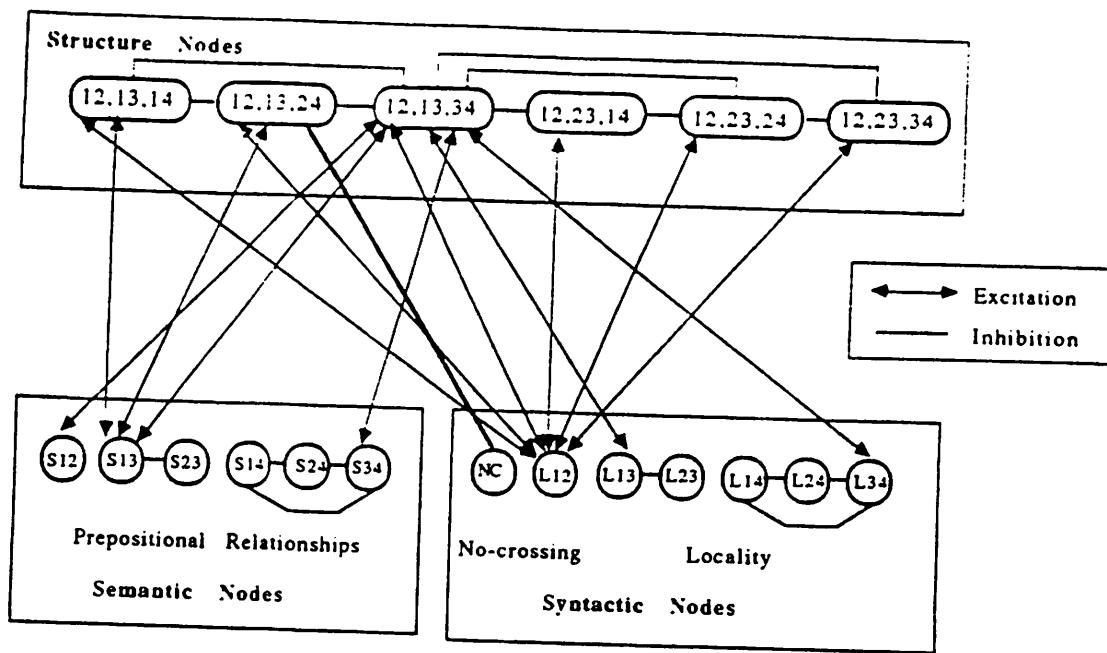 Structure Nodes
12,13,14 12,13,24 12,13,34 12,23,14 12,23,24 12,23,34
Excitation
Inhibition
S12 S13 S23 S14 S24 S34
Prepositional Relationships
Semantic Nodes
NC L12 L13 L23 L14 L24 L34
No-crossing Locality
Syntactic Nodes